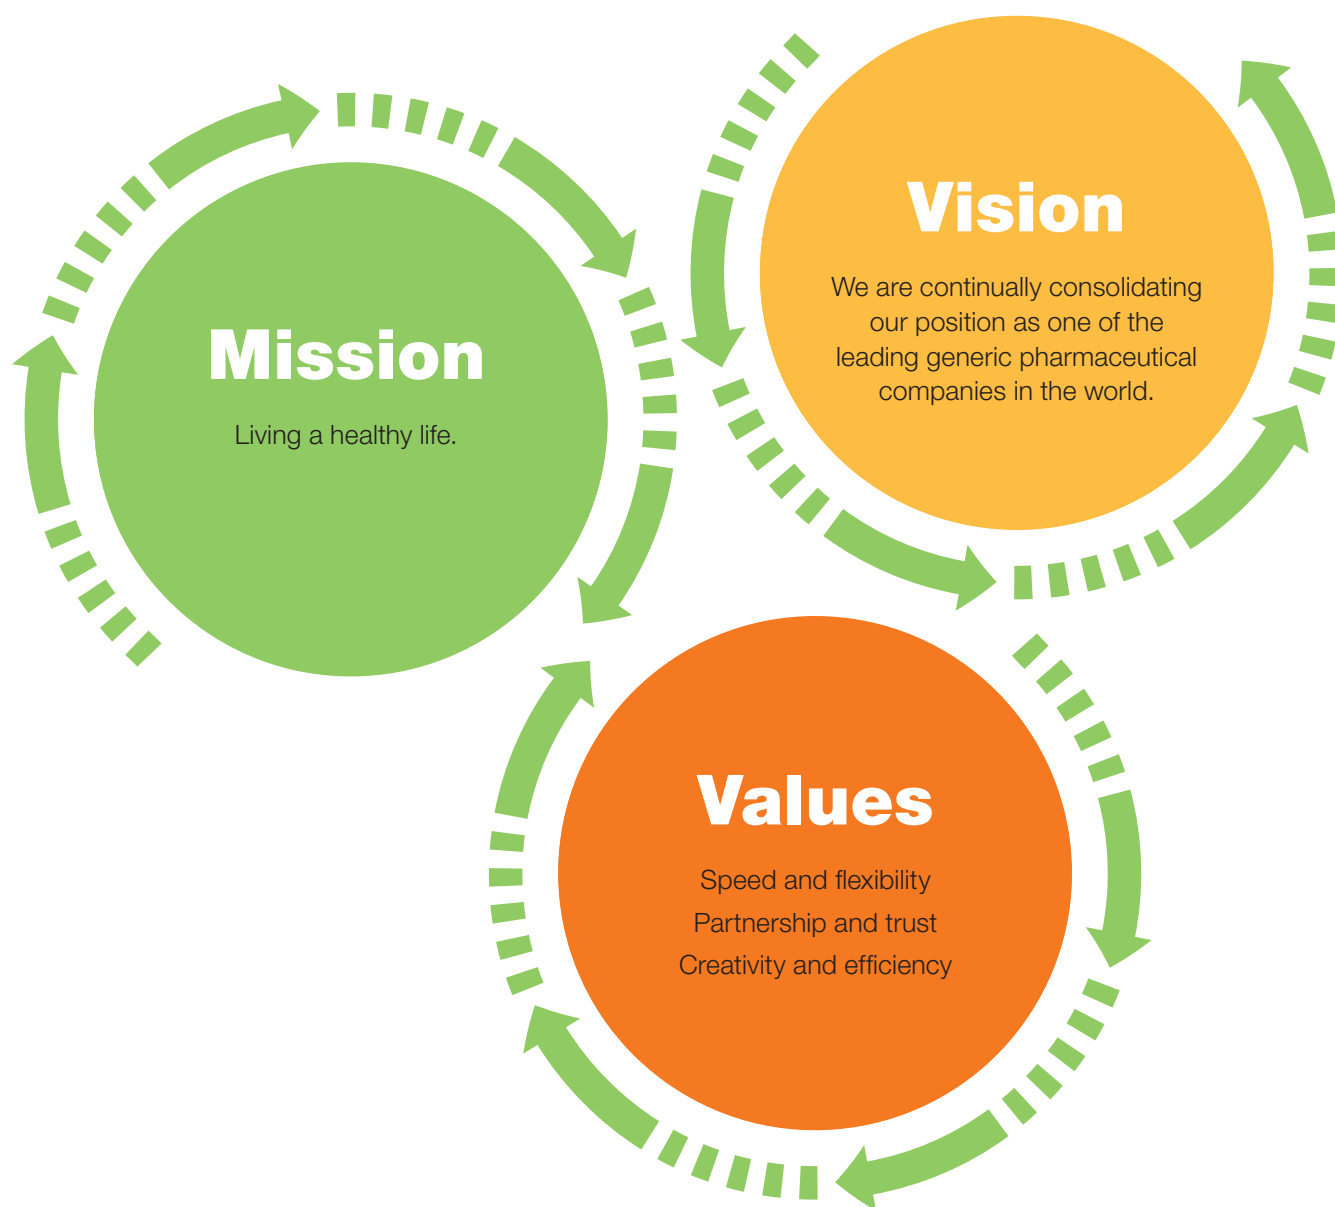 Mission
Living a healthy life.
Vision
We are continually consolidating
our position as one of the
leading generic pharmaceutical
companies in the world.
Values
Speed and flexibility
Partnership and trust
Creativity and efficiency